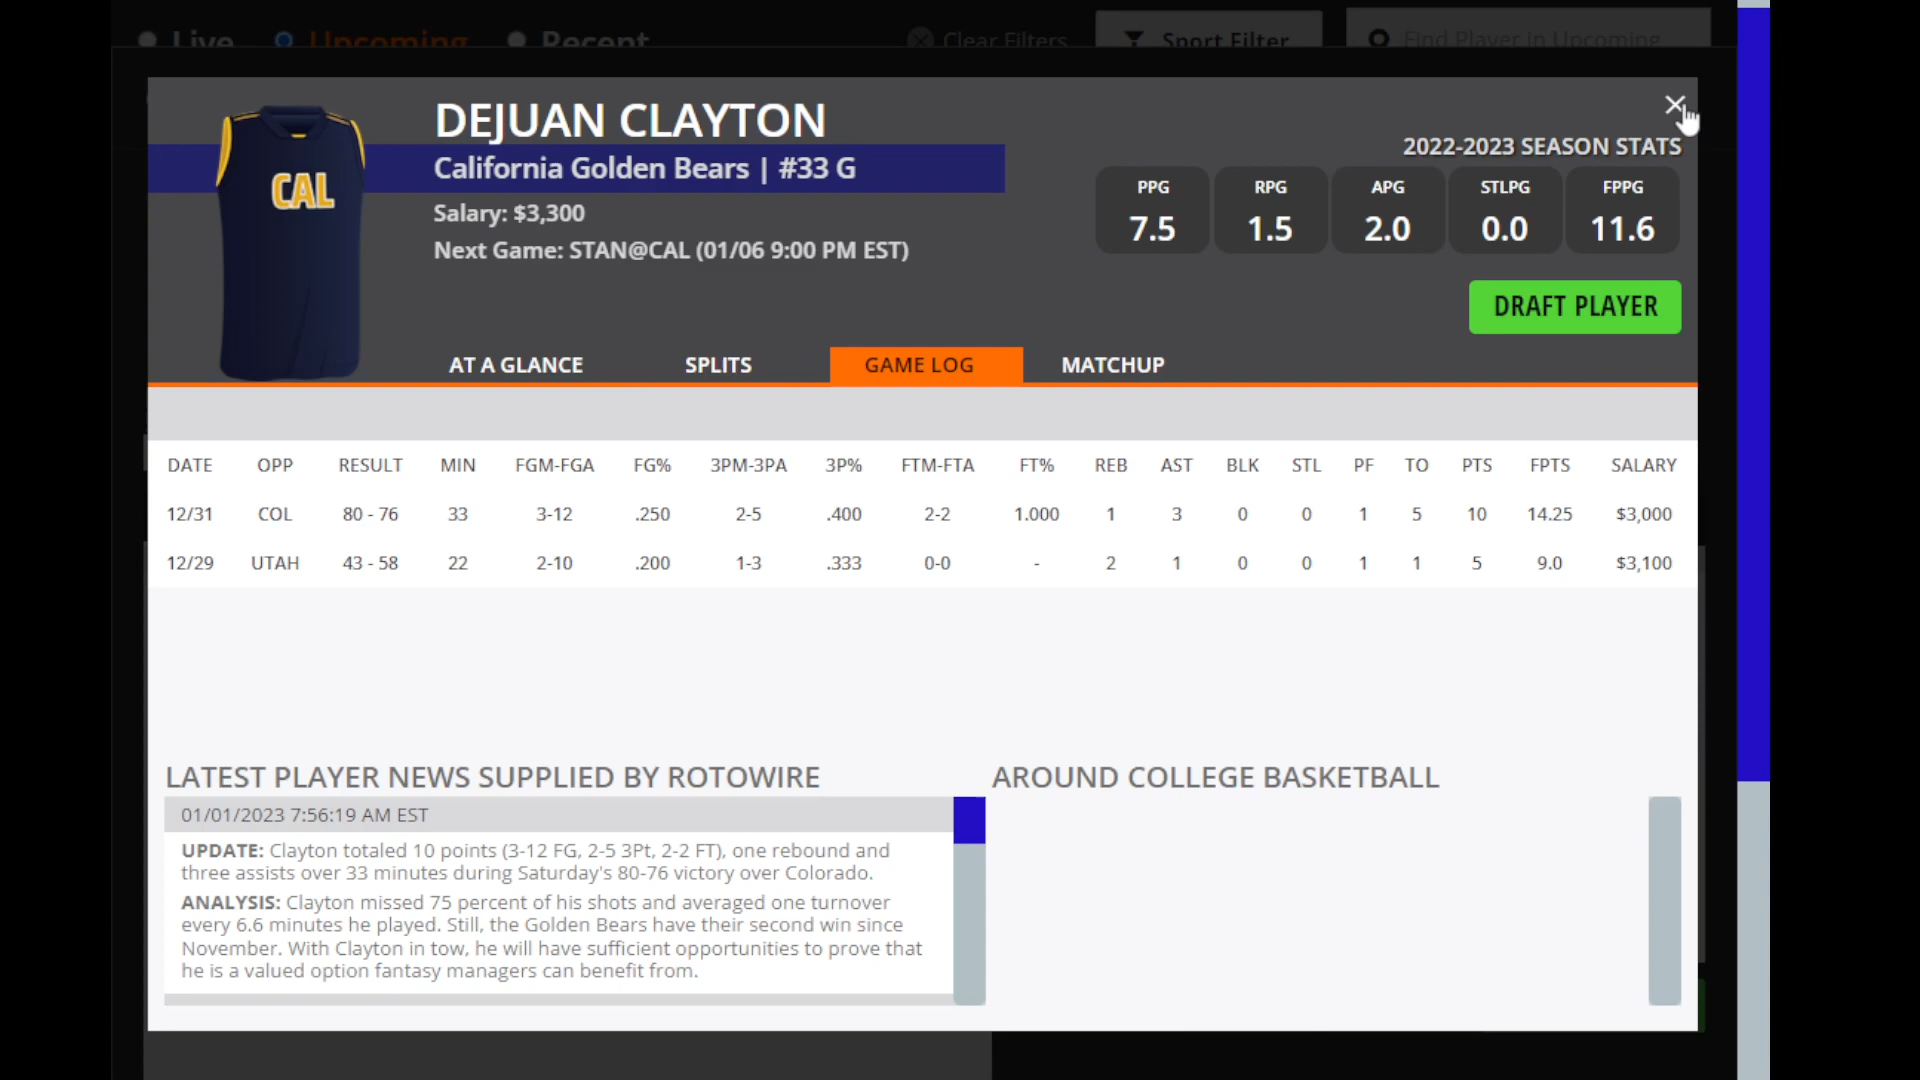 Live Upcoming Recent Clear Filters Sport Filter Find Player in Upcoming
DEJUAN CLAYTON
California Golden Bears | #33 G
Salary: $3,300
Next Game: STAN@CAL (01/06 9:00 PM EST)
CAL
2022-2023 SEASON STATS
PPG RPG APG STLPG FPPG
7.5 1.5 2.0 0.0 11.6
DRAFT PLAYER
AT A GLANCE SPLITS GAME LOG MATCHUP
DATE OPP RESULT MIN FGM-FGA FG% 3PM-3PA 3P% FTM-FTA FT% REB AST BLK STL PF TO PTS FPTS SALARY
12/31 COL 80 - 76 33 3-12 .250 2-5 .400 2-2 1.000 1 3 0 0 1 5 10 14.25 $3,000
12/29 UTAH 43 - 58 22 2-10 .200 1-3 .333 0-0 - 2 1 0 0 1 1 5 9.0 $3,100
LATEST PLAYER NEWS SUPPLIED BY ROTOWIRE
01/01/2023 7:56:19 AM EST
UPDATE: Clayton totaled 10 points (3-12 FG, 2-5 3Pt, 2-2 FT), one rebound and
three assists over 33 minutes during Saturday's 80-76 victory over Colorado.
ANALYSIS: Clayton missed 75 percent of his shots and averaged one turnover
every 6.6 minutes he played. Still, the Golden Bears have their second win since
November. With Clayton in tow, he will have sufficient opportunities to prove that
he is a valued option fantasy managers can benefit from.
AROUND COLLEGE BASKETBALL